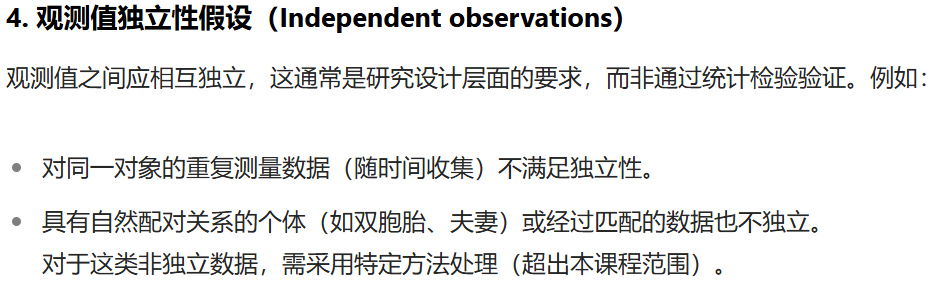 4. 观测值独立性假设（Independent observations）
观测值之间应相互独立，这通常是研究设计层面的要求，而非通过统计检验验证。例如：
• 对同一对象的重复测量数据（随时间收集）不满足独立性。
• 具有自然配对关系的个体（如双胞胎、夫妻）或经过匹配的数据也不独立。
对于这类非独立数据，需采用特定方法处理（超出本课程范围）。